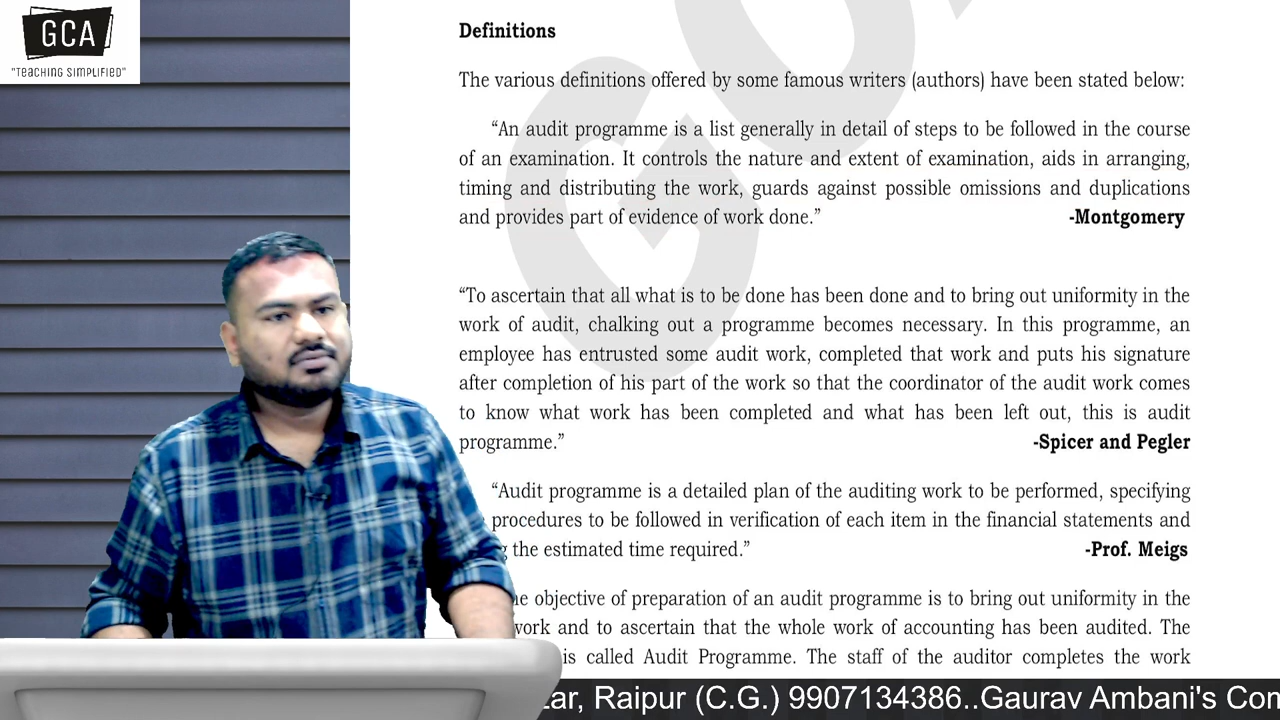 GCA
"TEACHING SIMPLIFIED"
Definitions
The various definitions offered by some famous writers (authors) have been stated below:
“An audit programme is a list generally in detail of steps to be followed in the course
of an examination. It controls the nature and extent of examination, aids in arranging,
timing and distributing the work, guards against possible omissions and duplications
and provides part of evidence of work done.” -Montgomery
“To ascertain that all what is to be done has been done and to bring out uniformity in the
work of audit, chalking out a programme becomes necessary. In this programme, an
employee has entrusted some audit work, completed that work and puts his signature
after completion of his part of the work so that the coordinator of the audit work comes
to know what work has been completed and what has been left out, this is audit
programme.” -Spicer and Pegler
“Audit programme is a detailed plan of the auditing work to be performed, specifying
procedures to be followed in verification of each item in the financial statements and
the estimated time required.” -Prof. Meigs
objective of preparation of an audit programme is to bring out uniformity in the
work and to ascertain that the whole work of accounting has been audited. The
is called Audit Programme. The staff of the auditor completes the work
Raipur (C.G.) 9907134386..Gaurav Ambani's